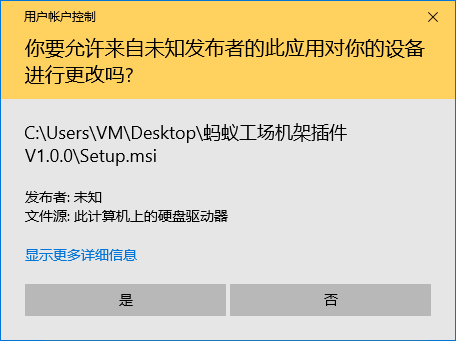 用户帐户控制
你要允许来自未知发布者的此应用对你的设备
进行更改吗?
C:\Users\VM\Desktop\蚂蚁工场机架插件
V1.0.0\Setup.msi
发布者: 未知
文件源: 此计算机上的硬盘驱动器
显示更多详细信息
是
否